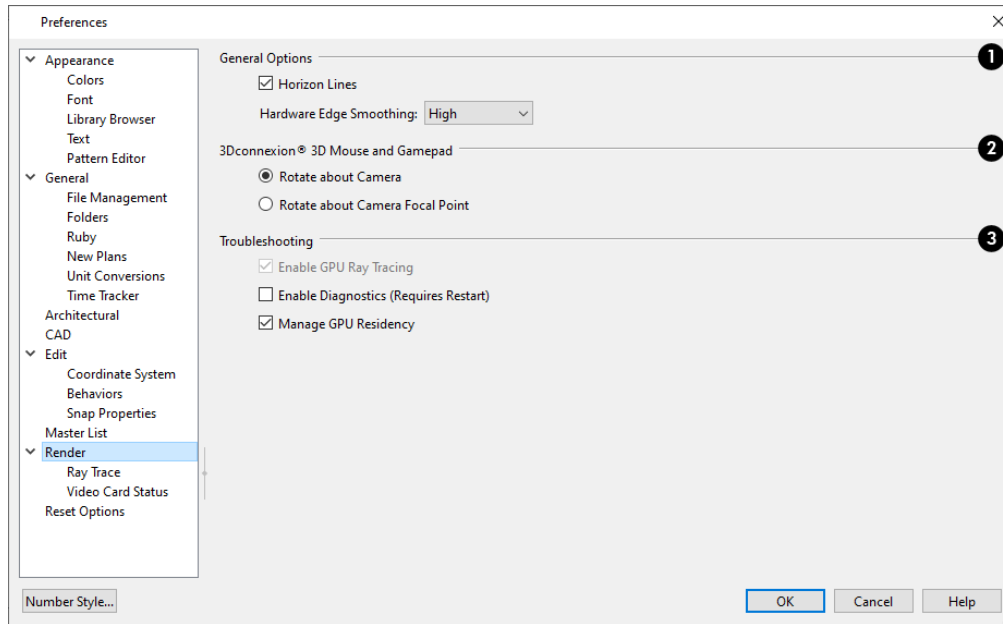 Preferences
Appearance
Colors
Font
Library Browser
Text
Pattern Editor
General
File Management
Folders
Ruby
New Plans
Unit Conversions
Time Tracker
Architectural
CAD
Edit
Coordinate System
Behaviors
Snap Properties
Master List
Render
Ray Trace
Video Card Status
Reset Options
General Options 1
Horizon Lines
Hardware Edge Smoothing: High
3Dconnexion® 3D Mouse and Gamepad 2
Rotate about Camera
Rotate about Camera Focal Point
Troubleshooting 3
Enable GPU Ray Tracing
Enable Diagnostics (Requires Restart)
Manage GPU Residency
Number Style... OK Cancel Help